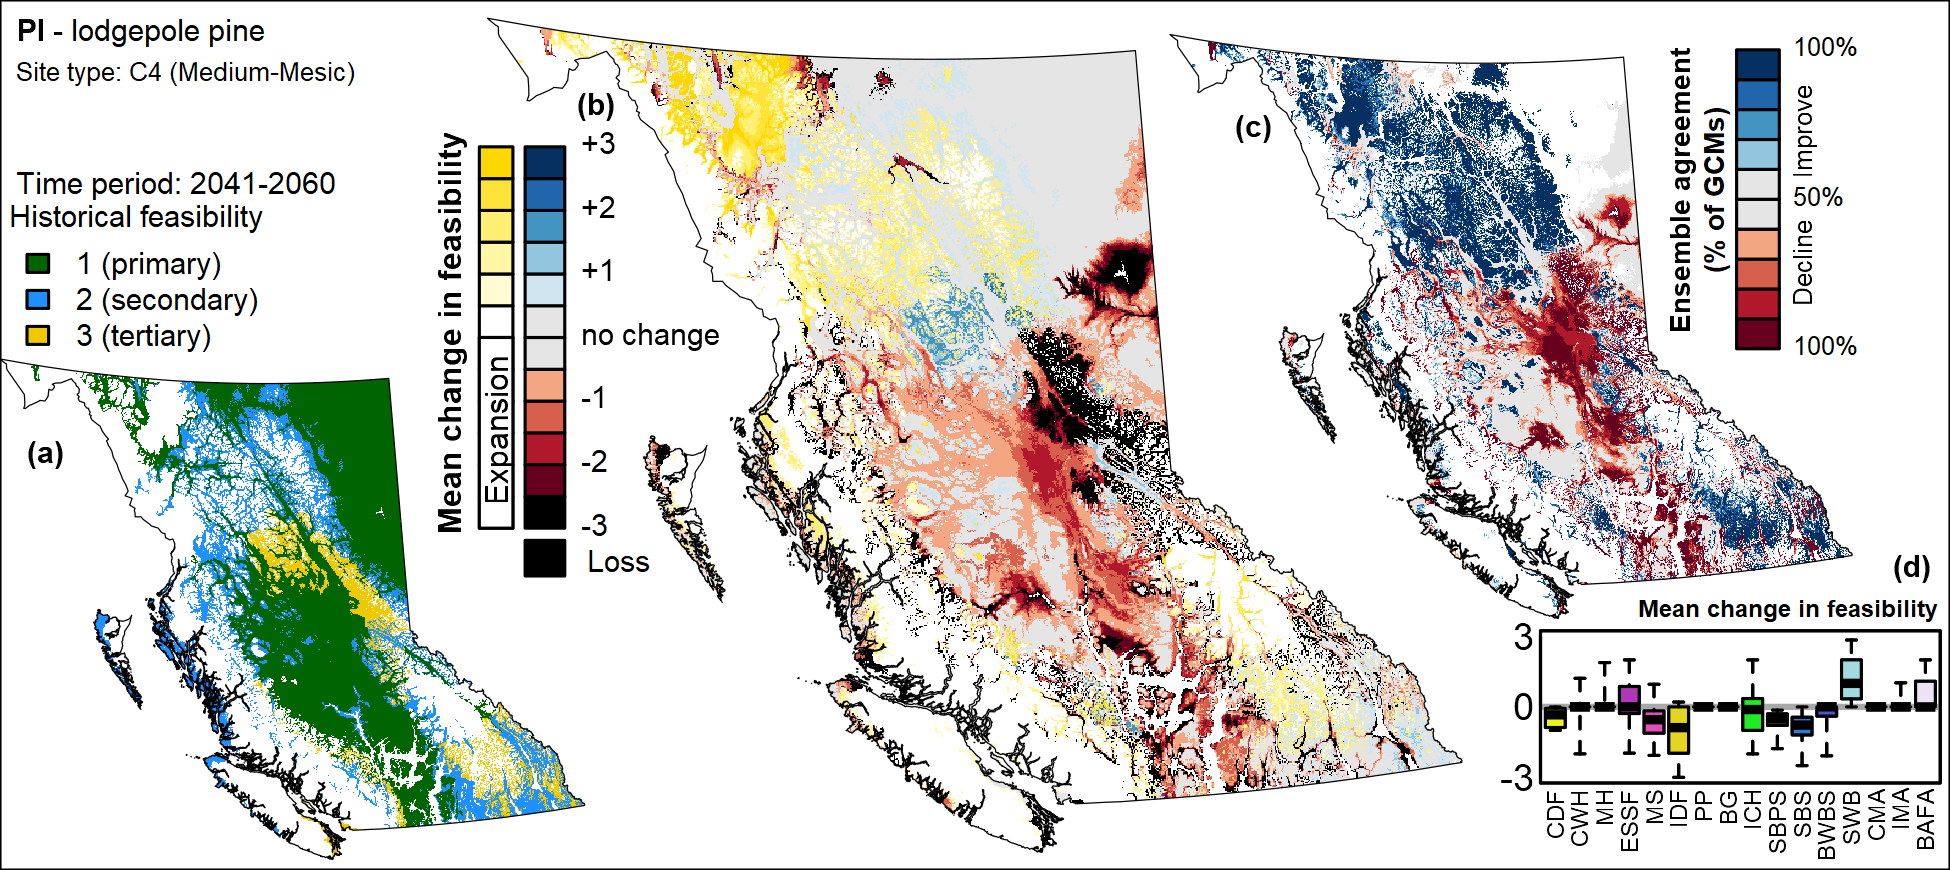 Pl - lodgepole pine
Site type: C4 (Medium-Mesic)
Time period: 2041-2060
Historical feasibility
1 (primary)
2 (secondary)
3 (tertiary)
(a)
(b)
Mean change in feasibility
Expansion
+3
+2
+1
no change
-1
-2
-3
Loss
(c)
Ensemble agreement
(% of GCMs)
100%
Improve
50%
Decline
100%
(d)
Mean change in feasibility
3
0
-3
CDF
CWH
MH
ESSF
MS
IDF
PP
BG
ICH
SBPS
SBS
BWBS
SWB
CMA
IMA
BAFA